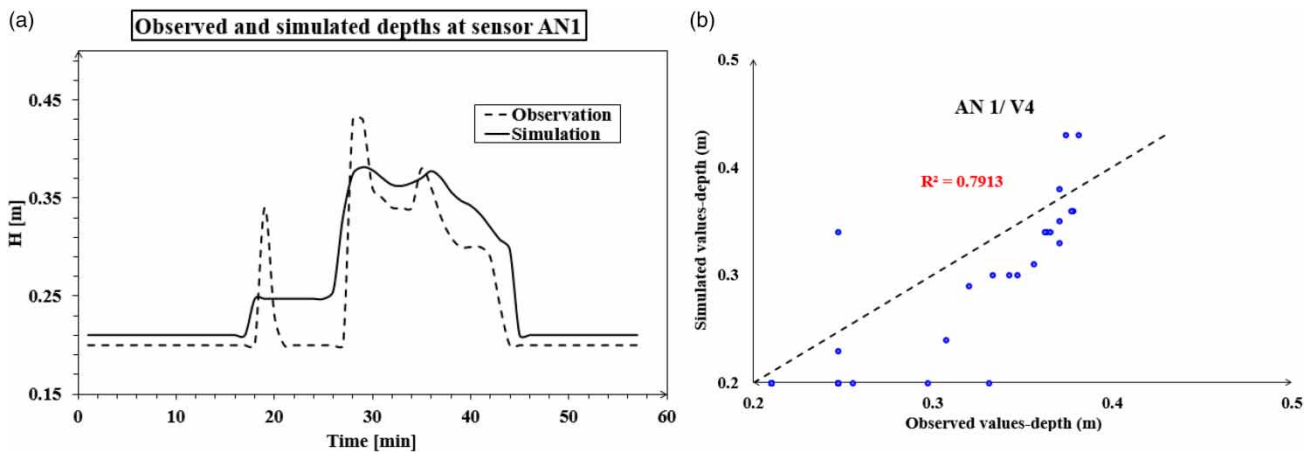 (a)
Observed and simulated depths at sensor AN1
H [m]
0.45
0.35
0.25
0.15
Observation
Simulation
0 10 20 30 40 50 60
Time [min]
(b)
Simulated values-depth (m)
0.5
0.4
0.3
0.2
AN 1/ V4
R² = 0.7913
0.2 0.3 0.4 0.5
Observed values-depth (m)